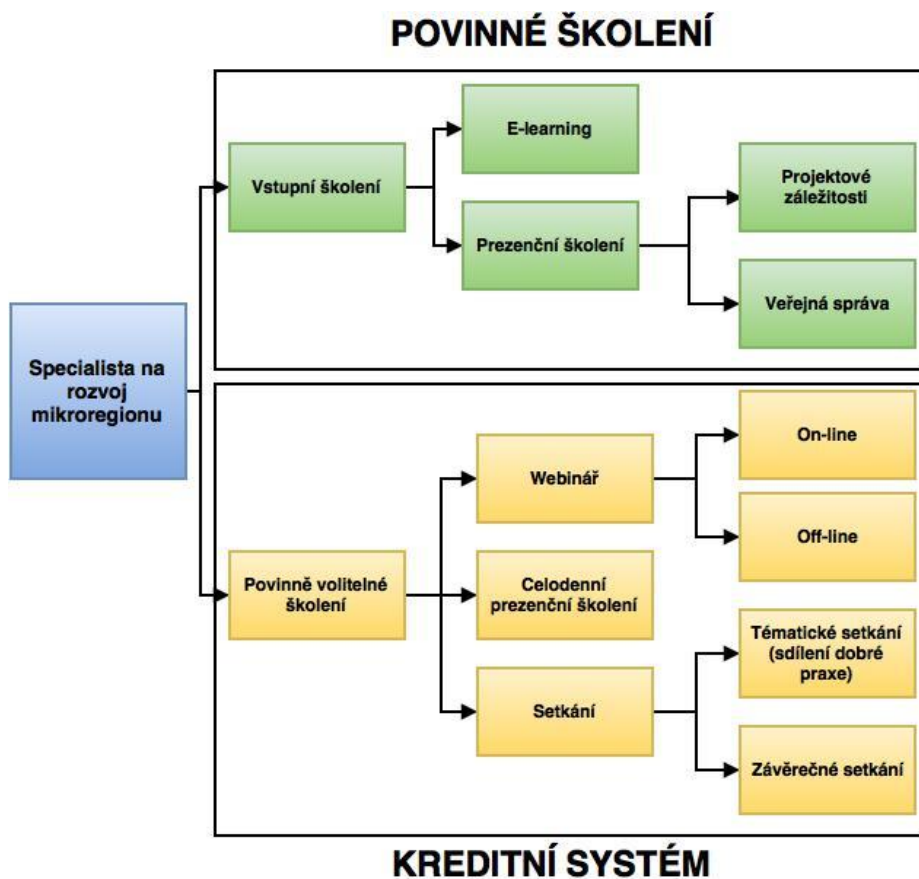 POVINNÉ ŠKOLENÍ
E-learning
Vstupní školení
Projektové
záležitosti
Prezenční školení
Veřejná správa
Specialista na
rozvoj
mikroregionu
On-line
Webinář
Off-line
Povinně volitelné
školení
Celodenní
prezenční školení
Tématické setkání
(sdílení dobré
praxe)
Setkání
Závěrečné setkání
KREDITNÍ SYSTÉM